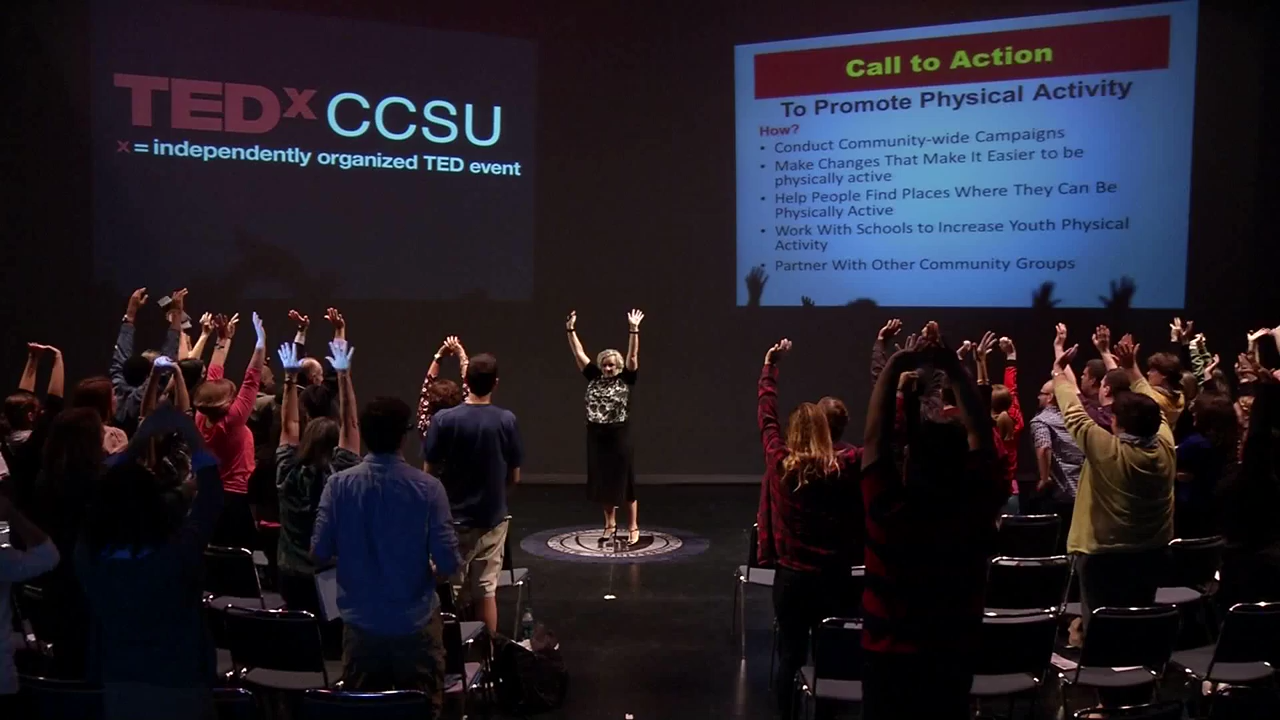 TEDx CCSU
x = independently organized TED event
Call to Action
To Promote Physical Activity
How?
• Conduct Community-wide Campaigns
• Make Changes That Make It Easier to be
physically active
• Help People Find Places Where They Can Be
Physically Active
• Work With Schools to Increase Youth Physical
Activity
• Partner With Other Community Groups